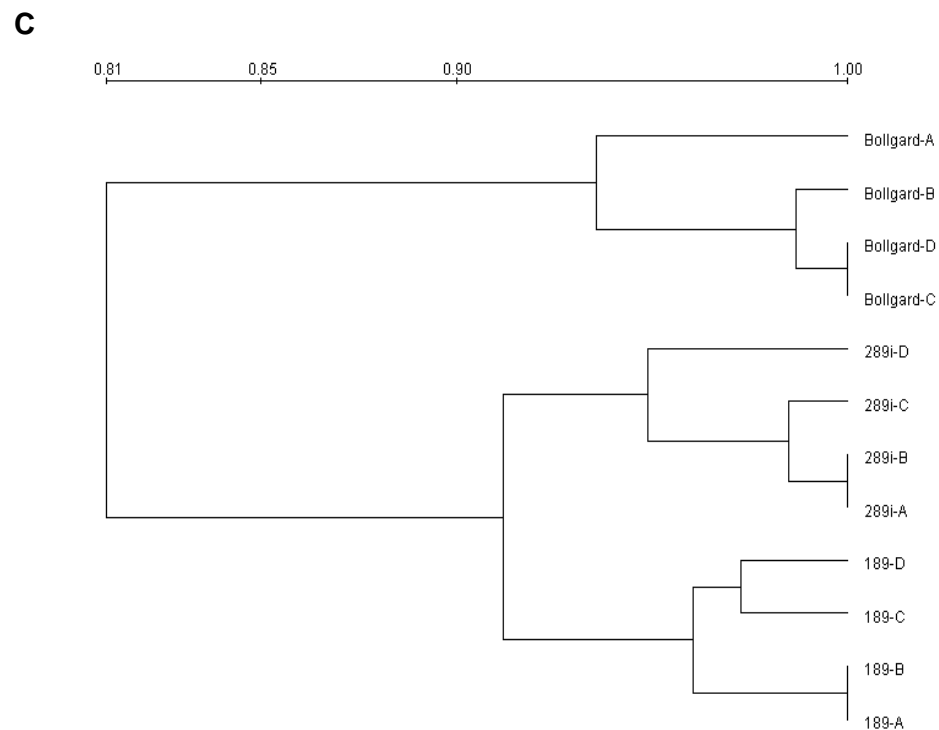 C
0.81 0.85 0.90 1.00
Bollgard-A
Bollgard-B
Bollgard-D
Bollgard-C
289i-D
289i-C
289i-B
289i-A
189-D
189-C
189-B
189-A